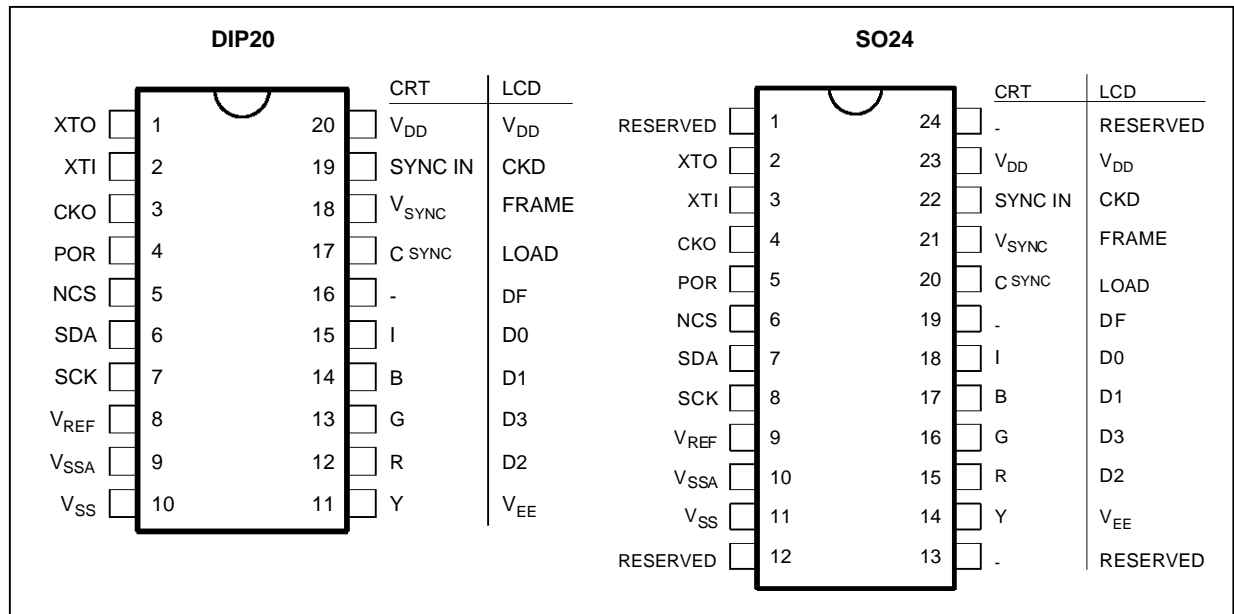 DIP20
CRT LCD
XTO 1 20 VDD VDD
XTI 2 19 SYNC IN CKD
CKO 3 18 VSYNC FRAME
POR 4 17 C SYNC LOAD
NCS 5 16 - DF
SDA 6 15 I D0
SCK 7 14 B D1
VREF 8 13 G D3
VSSA 9 12 R D2
VSS 10 11 Y VEE
SO24
CRT LCD
RESERVED 1 24 - RESERVED
XTO 2 23 VDD VDD
XTI 3 22 SYNC IN CKD
CKO 4 21 VSYNC FRAME
POR 5 20 C SYNC LOAD
NCS 6 19 - DF
SDA 7 18 I D0
SCK 8 17 B D1
VREF 9 16 G D3
VSSA 10 15 R D2
VSS 11 14 Y VEE
RESERVED 12 13 - RESERVED